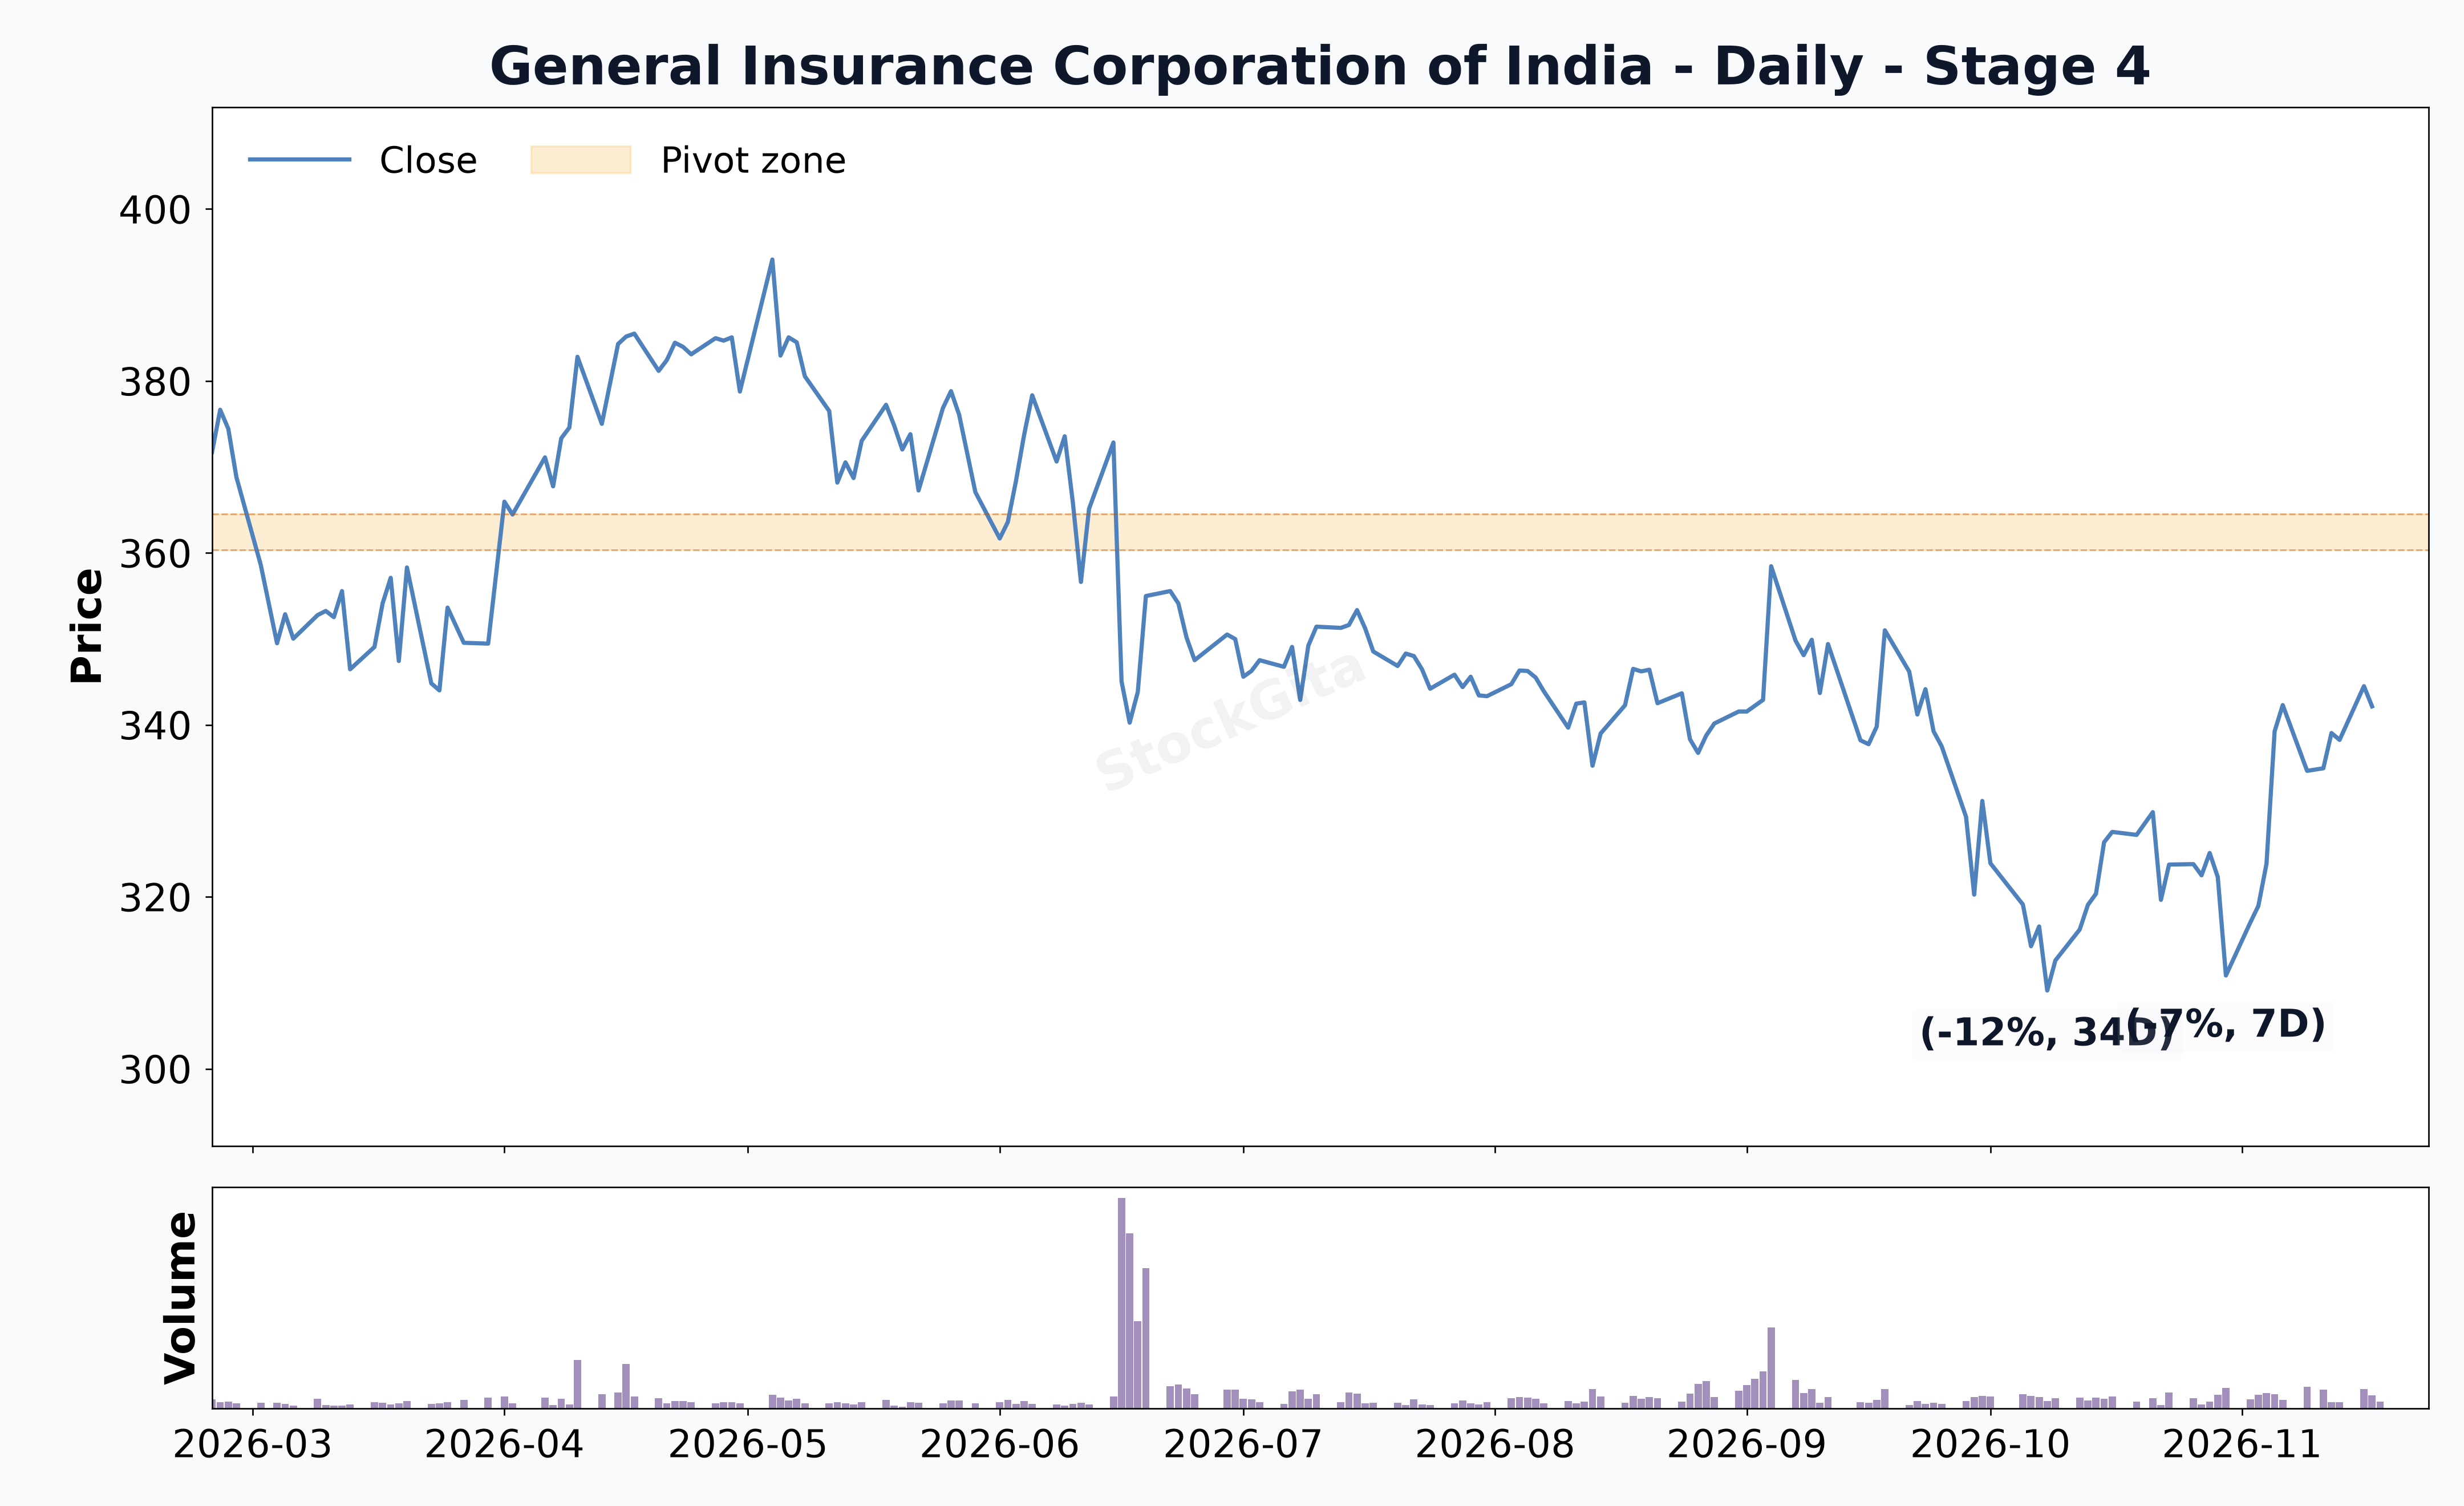 General Insurance Corporation of India - Daily - Stage 4
Close
Pivot zone
400
380
360
340
320
300
Price
StockGita
(-12%, 34D)
(-7%, 7D)
Volume
2026-03
2026-04
2026-05
2026-06
2026-07
2026-08
2026-09
2026-10
2026-11